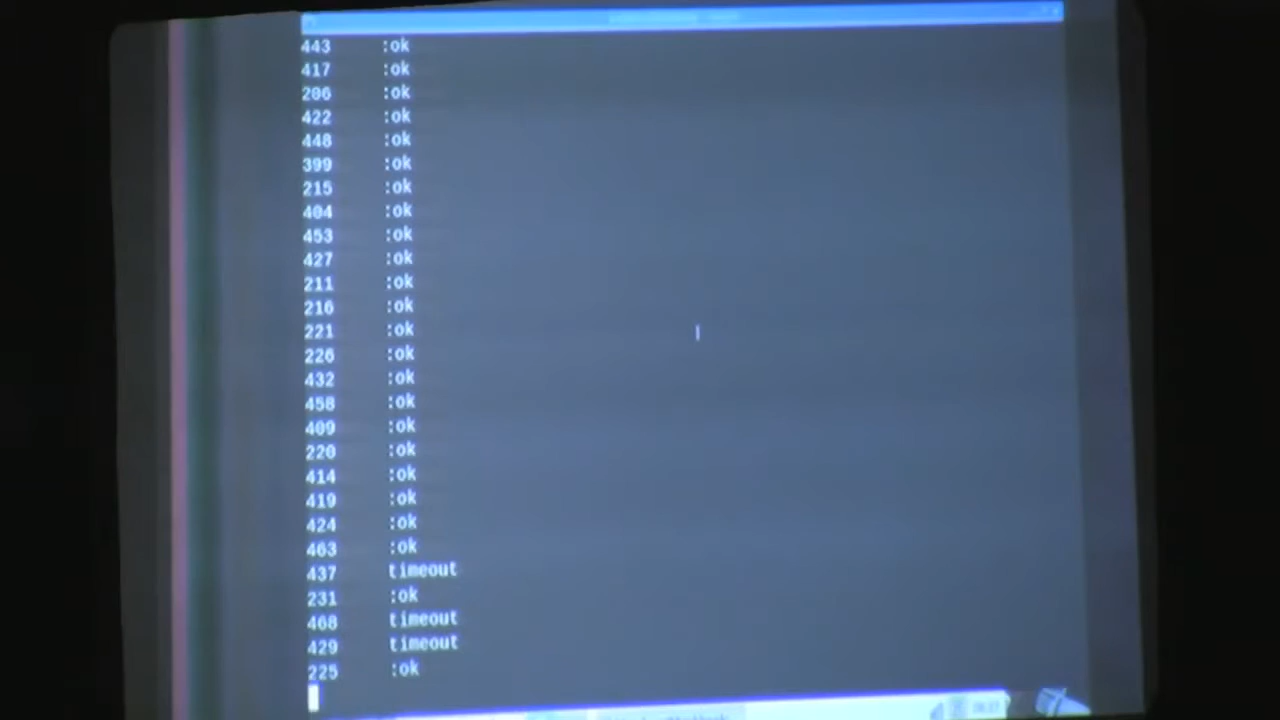 443 :ok
417 :ok
206 :ok
422 :ok
448 :ok
399 :ok
215 :ok
404 :ok
453 :ok
427 :ok
211 :ok
216 :ok
221 :ok
226 :ok
432 :ok
458 :ok
409 :ok
220 :ok
414 :ok
419 :ok
424 :ok
463 :ok
437 timeout
231 :ok
468 timeout
429 timeout
225 :ok